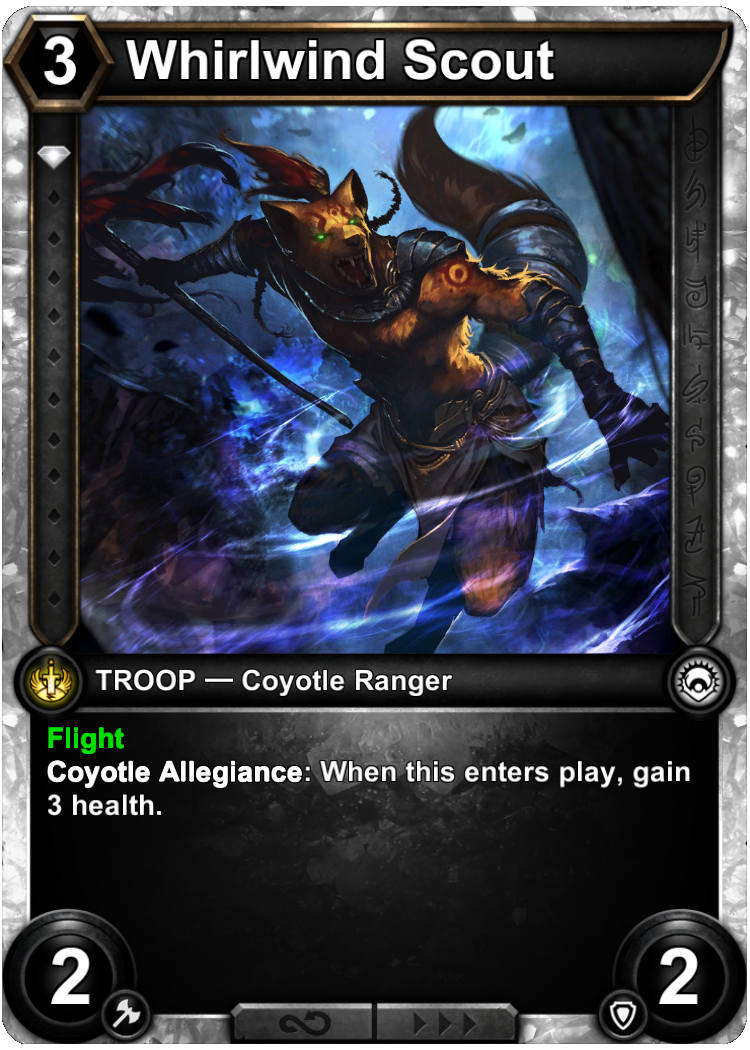 3 Whirlwind Scout
TROOP — Coyotle Ranger
Flight
Coyotle Allegiance: When this enters play, gain
3 health.
2 2